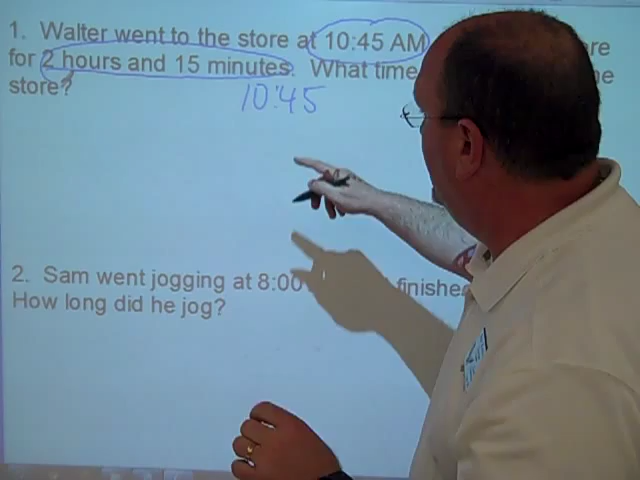 1. Walter went to the store at 10:45 AM
for 2 hours and 15 minutes. What time
store?
10:45
2. Sam went jogging at 8:00 finishe
How long did he jog?